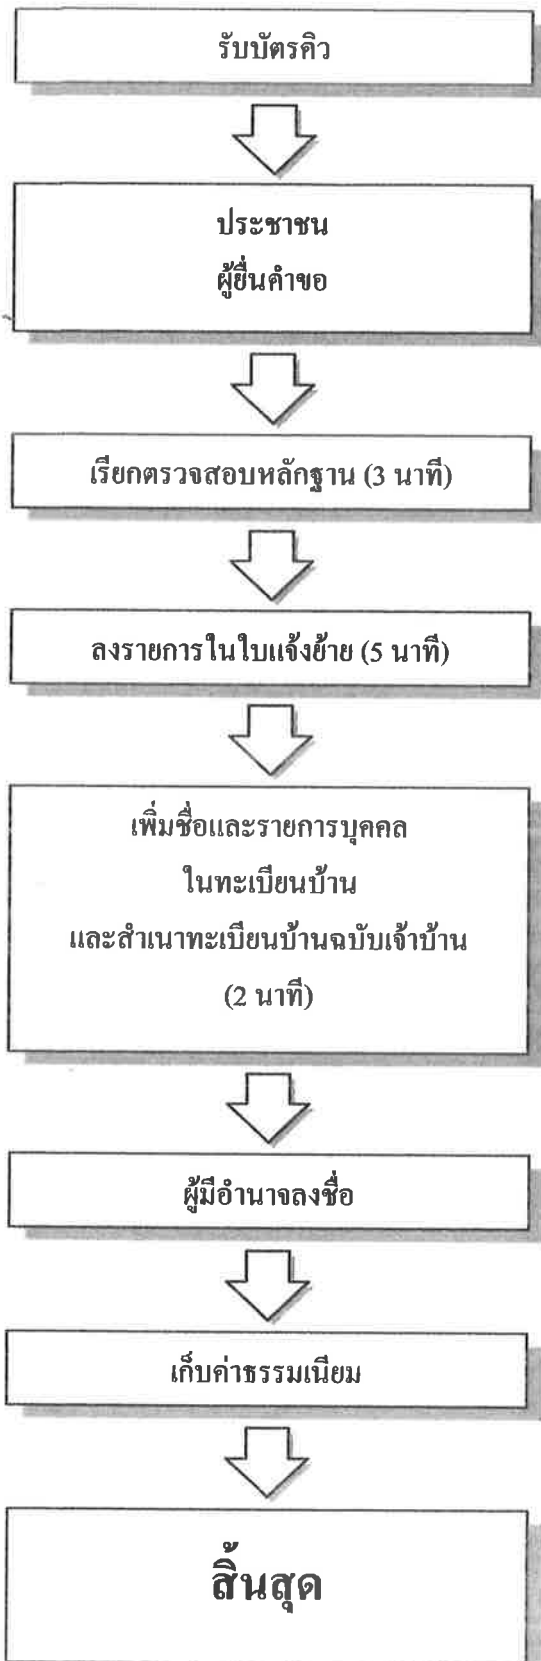 รับบัตรคิว
ประชาชน
ผู้ยื่นคำขอ
เรียกตรวจสอบหลักฐาน (3 นาที)
ลงรายการในใบแจ้งย้าย (5 นาที)
เพิ่มชื่อและรายการบุคคล
ในทะเบียนบ้าน
และสำเนาทะเบียนบ้านฉบับเจ้าบ้าน
(2 นาที)
ผู้มีอำนาจลงชื่อ
เก็บค่าธรรมเนียม
สิ้นสุด